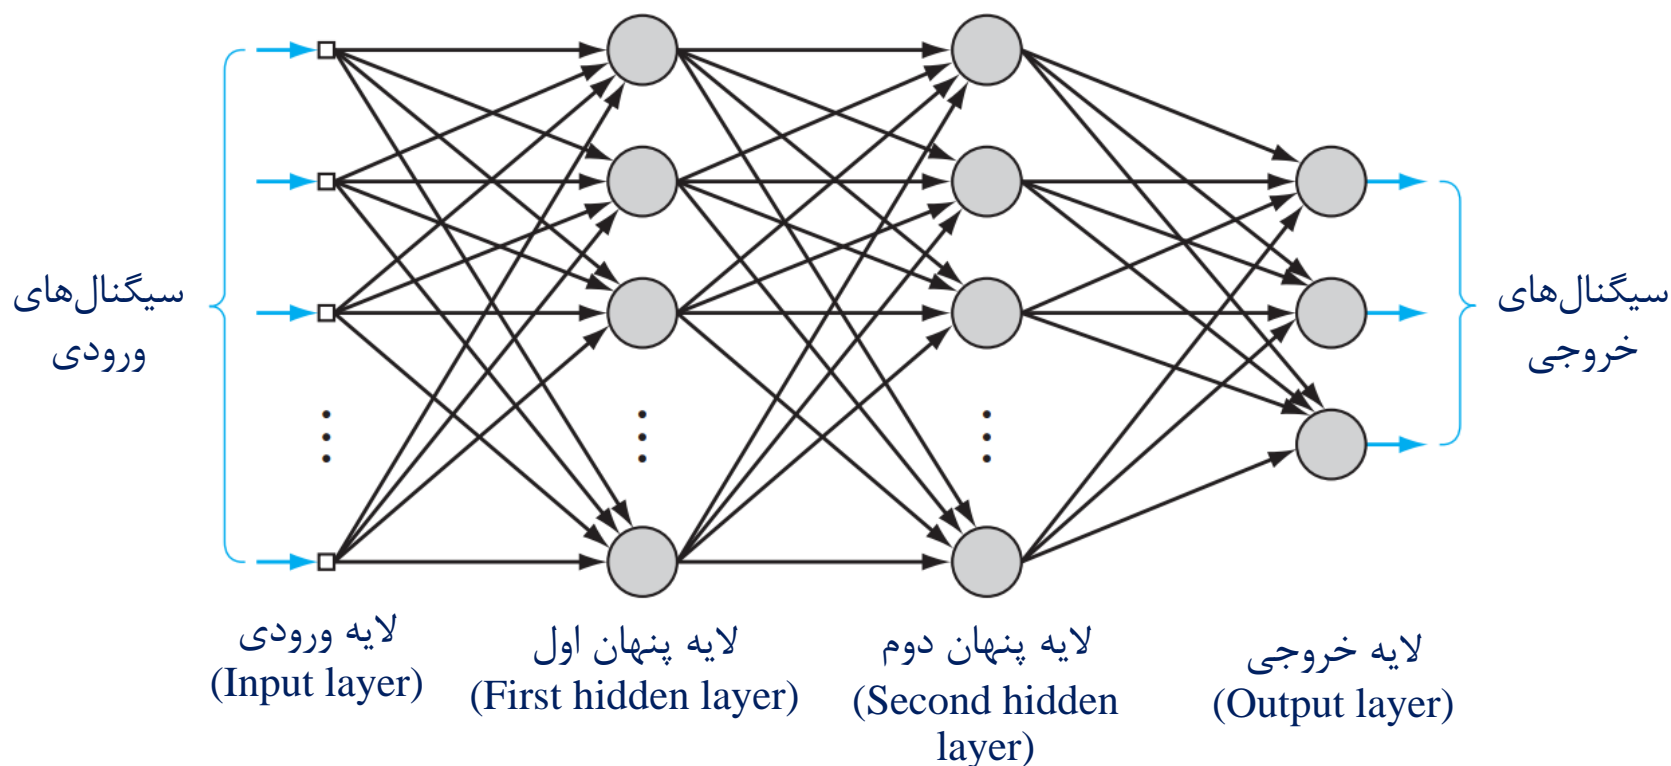 سیگنال‌های
ورودی
سیگنال‌های
خروجی
لایه ورودی
(Input layer)
لایه پنهان اول
(First hidden layer)
لایه پنهان دوم
(Second hidden
layer)
لایه خروجی
(Output layer)